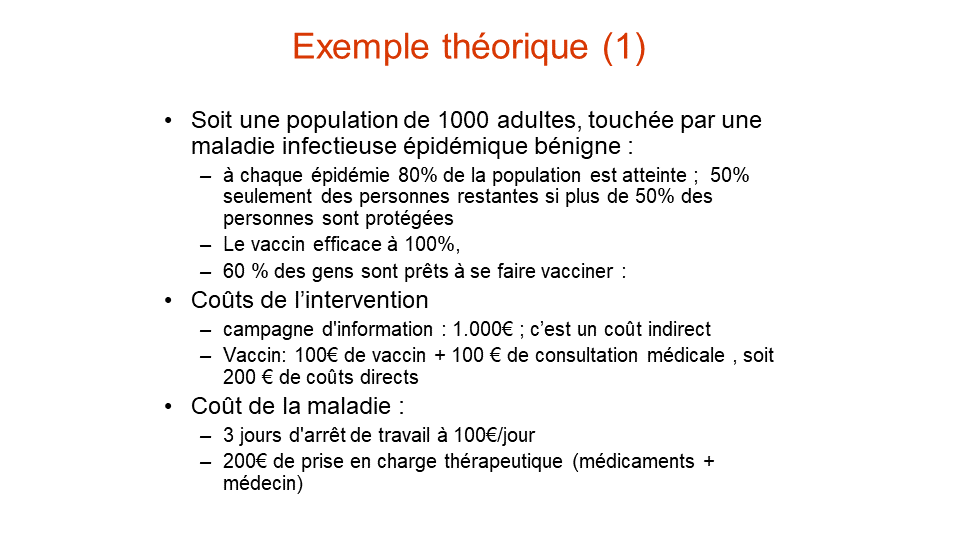 Exemple théorique (1)
• Soit une population de 1000 adultes, touchée par une
maladie infectieuse épidémique bénigne :
– à chaque épidémie 80% de la population est atteinte ; 50%
seulement des personnes restantes si plus de 50% des
personnes sont protégées
– Le vaccin efficace à 100%,
– 60 % des gens sont prêts à se faire vacciner :
• Coûts de l’intervention
– campagne d'information : 1.000€ ; c’est un coût indirect
– Vaccin: 100€ de vaccin + 100 € de consultation médicale , soit
200 € de coûts directs
• Coût de la maladie :
– 3 jours d'arrêt de travail à 100€/jour
– 200€ de prise en charge thérapeutique (médicaments +
médecin)